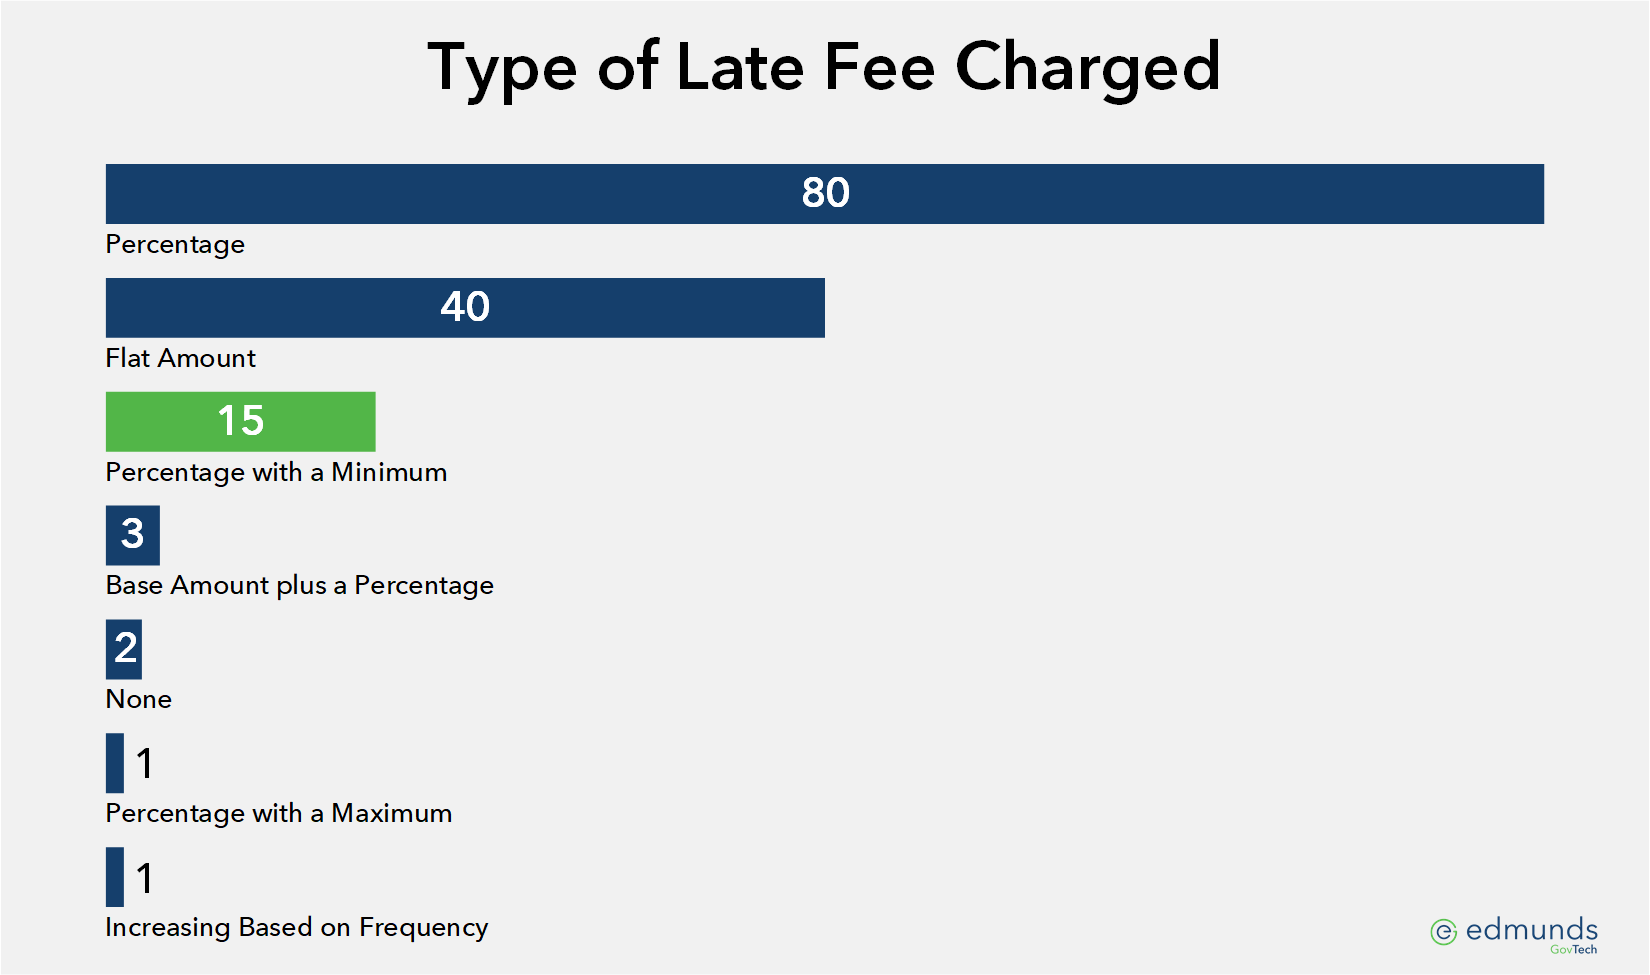 Type of Late Fee Charged
80
Percentage
40
Flat Amount
15
Percentage with a Minimum
3
Base Amount plus a Percentage
2
None
1
Percentage with a Maximum
1
Increasing Based on Frequency
edmunds
GovTech